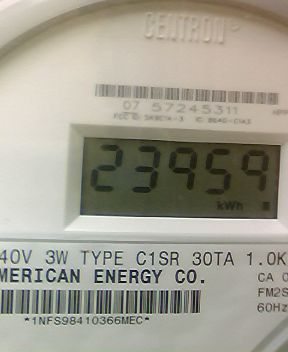 CENTRON
07 57245311
23959
kWh
40V 3W TYPE C1SR 30TA 1.0K
MERICAN ENERGY CO.
CA
FM2S
60Hz
*1NFS98410366MEC*